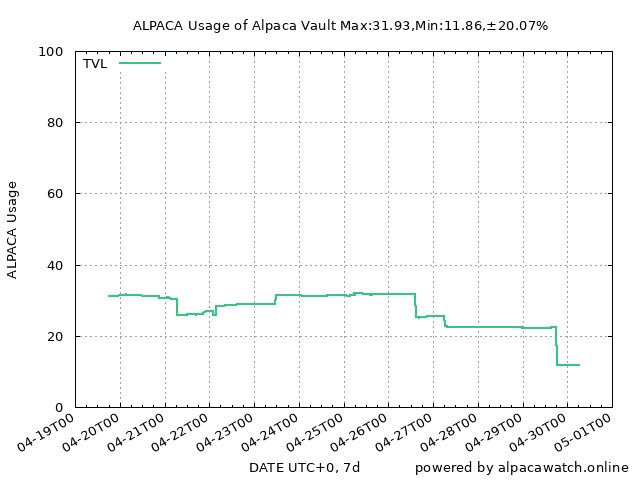 ALPACA Usage of Alpaca Vault Max:31.93,Min:11.86,±20.07%
100
TVL
80
60
ALPACA Usage
40
20
0
04-19T00 04-20T00 04-21T00 04-22T00 04-23T00 04-24T00 04-25T00 04-26T00 04-27T00 04-28T00 04-29T00 04-30T00 05-01T00
DATE UTC+0, 7d powered by alpacawatch.online